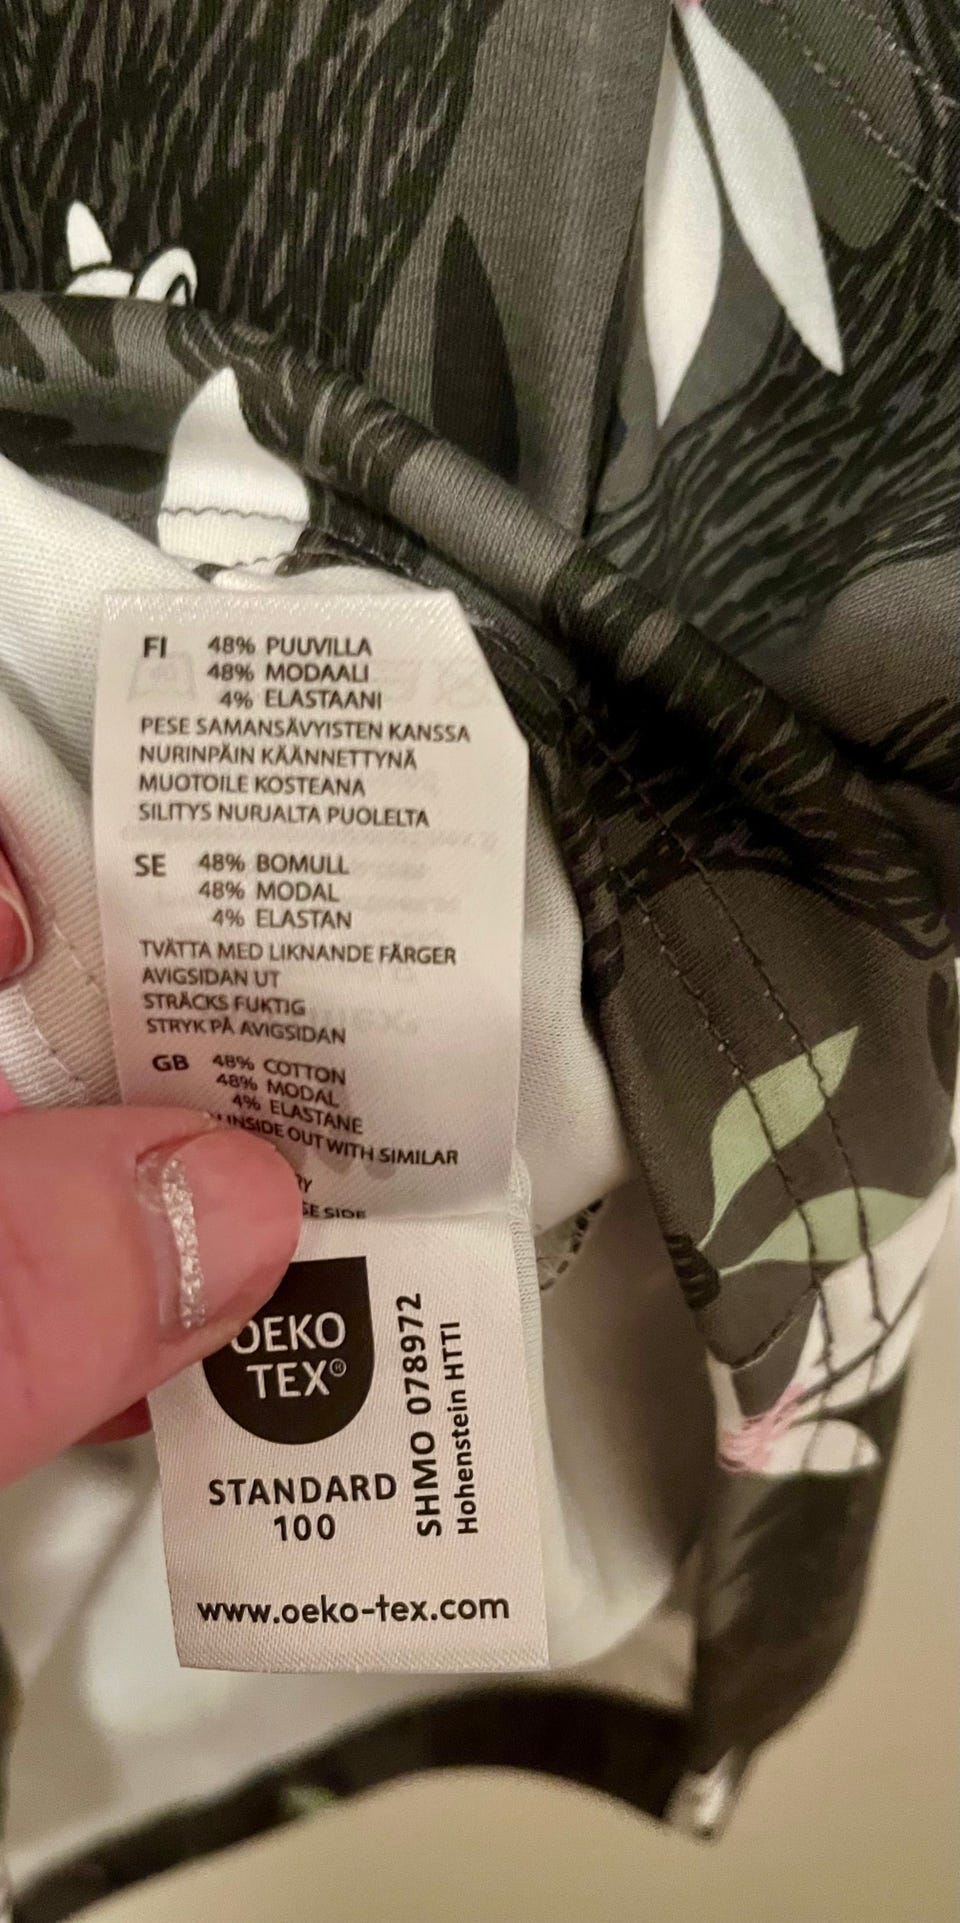 FI 48% PUUVILLA
48% MODAALI
4% ELASTAANI
PESE SAMANSÄVYISTEN KANSSA
NURINPÄIN KÄÄNNETTYNÄ
MUOTOILE KOSTEANA
SILITYS NURJALTA PUOLELTA
SE 48% BOMULL
48% MODAL
4% ELASTAN
TVÄTTA MED LIKNANDE FÄRGER
AVIGSIDAN UT
STRÄCKS FUKTIG
STRYK PÅ AVIGSIDAN
GB 48% COTTON
48% MODAL
4% ELASTANE
INSIDE OUT WITH SIMILAR
SIDE
OEKO
TEX®
STANDARD
100
SHMO 078972
Hohenstein HTTI
www.oeko-tex.com